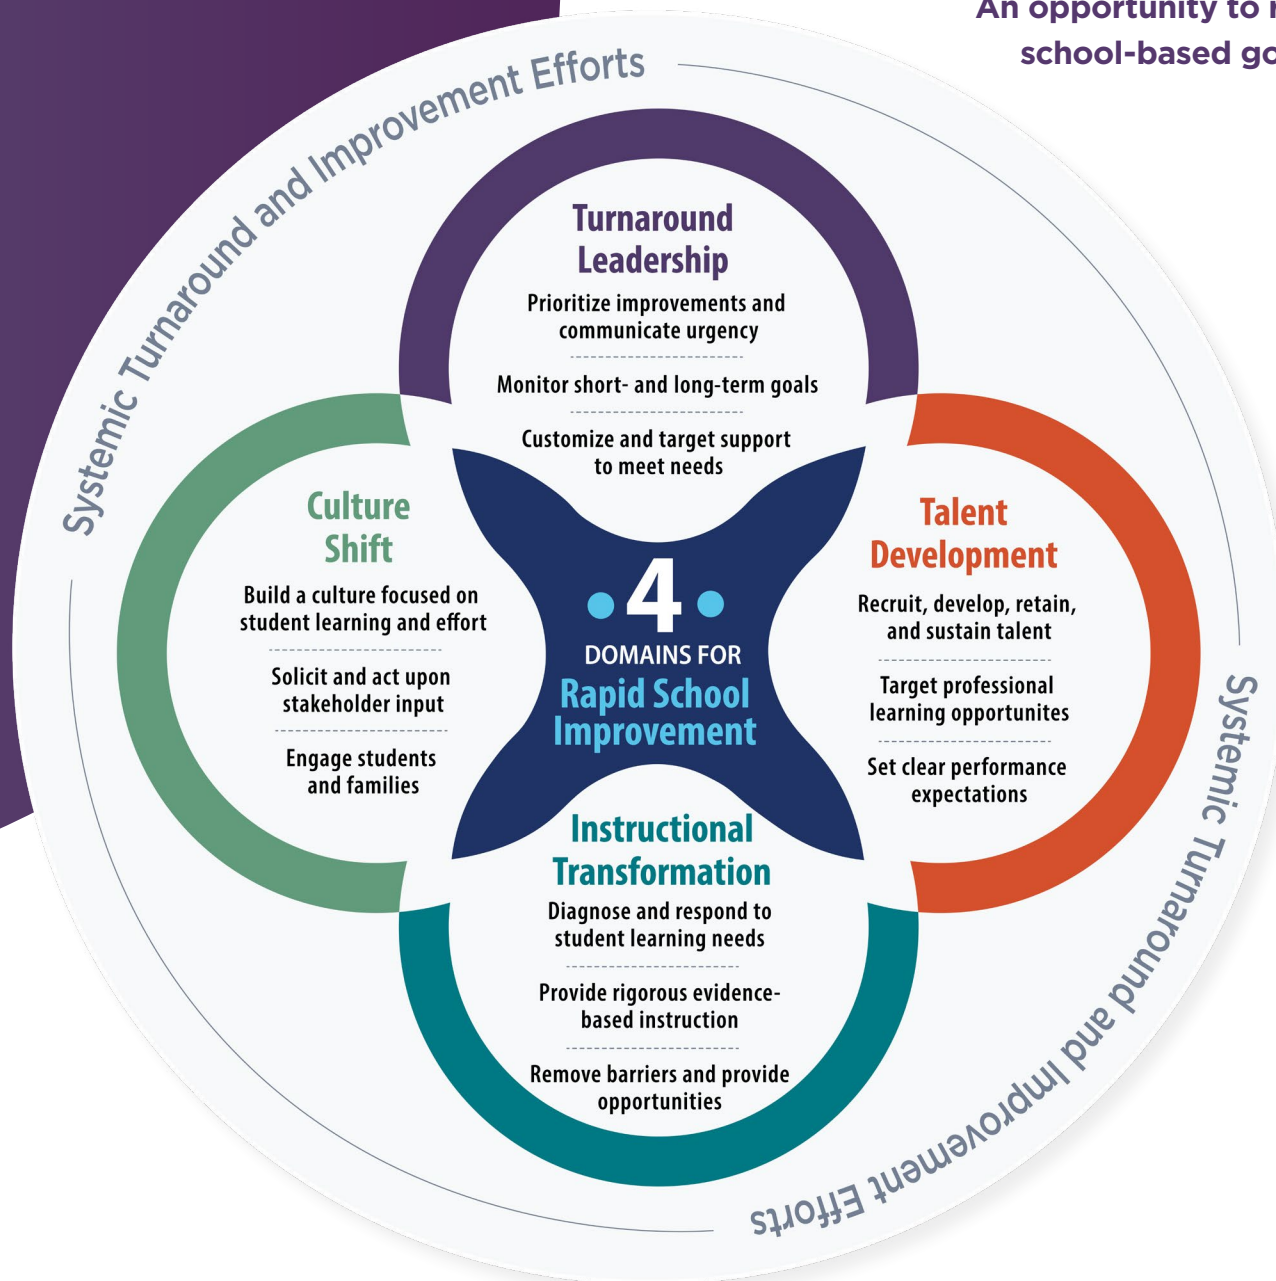 An opportunity to
school-based
Systemic Turnaround and Improvement Efforts
Turnaround
Leadership
Prioritize improvements and
communicate urgency
Monitor short- and long-term goals
Customize and target support
to meet needs
Culture
Shift
Build a culture focused on
student learning and effort
Solicit and act upon
stakeholder input
Engage students
and families
4
DOMAINS FOR
Rapid School
Improvement
Talent
Development
Recruit, develop, retain,
and sustain talent
Target professional
learning opportunites
Set clear performance
expectations
Instructional
Transformation
Diagnose and respond to
student learning needs
Provide rigorous evidence-
based instruction
Remove barriers and provide
opportunities
Systemic Turnaround and Improvement Efforts